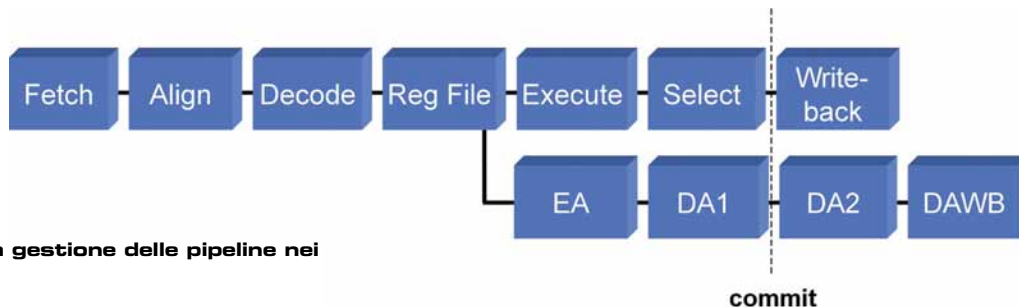 Fetch Align Decode Reg File Execute Select Write-
back
EA DA1 DA2 DAWB
gestione delle pipeline nei
commit